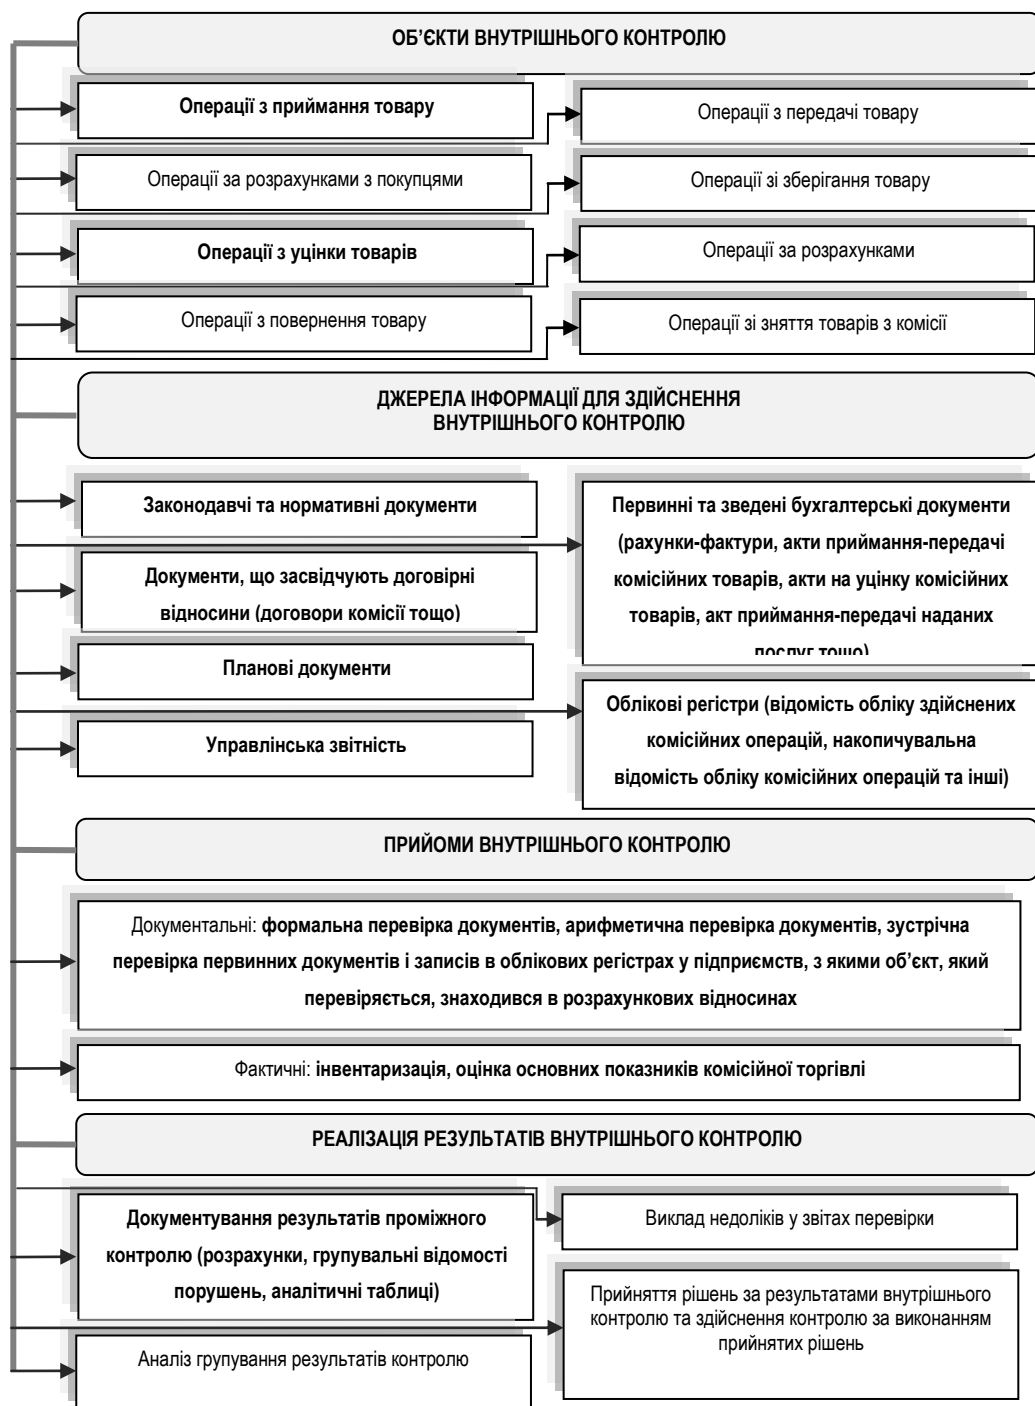 ОБ’ЄКТИ ВНУТРІШНЬОГО КОНТРОЛЮ
Операції з приймання товару
Операції з передачі товару
Операції за розрахунками з покупцями
Операції зі зберігання товару
Операції з уцінки товарів
Операції за розрахунками
Операції з повернення товару
Операції зі зняття товарів з комісії
ДЖЕРЕЛА ІНФОРМАЦІЇ ДЛЯ ЗДІЙСНЕННЯ
ВНУТРІШНЬОГО КОНТРОЛЮ
Законодавчі та нормативні документи
Документи, що засвідчують договірні
відносини (договори комісії тощо)
Планові документи
Управлінська звітність
Первинні та зведені бухгалтерські документи
(рахунки-фактури, акти приймання-передачі
комісійних товарів, акти на уцінку комісійних
товарів, акт приймання-передачі наданих
послуг тощо)
Облікові регістри (відомість обліку здійснених
комісійних операцій, накопичувальна
відомість обліку комісійних операцій та інші)
ПРИЙОМИ ВНУТРІШНЬОГО КОНТРОЛЮ
Документальні: формальна перевірка документів, арифметична перевірка документів, зустрічна
перевірка первинних документів і записів в облікових регістрах у підприємств, з якими об’єкт, який
перевіряється, знаходився в розрахункових відносинах
Фактичні: інвентаризація, оцінка основних показників комісійної торгівлі
РЕАЛІЗАЦІЯ РЕЗУЛЬТАТІВ ВНУТРІШНЬОГО КОНТРОЛЮ
Документування результатів проміжного
контролю (розрахунки, групувальні відомості
порушень, аналітичні таблиці)
Виклад недоліків у звітах перевірки
Прийняття рішень за результатами внутрішнього
контролю та здійснення контролю за виконанням
прийнятих рішень
Аналіз групування результатів контролю